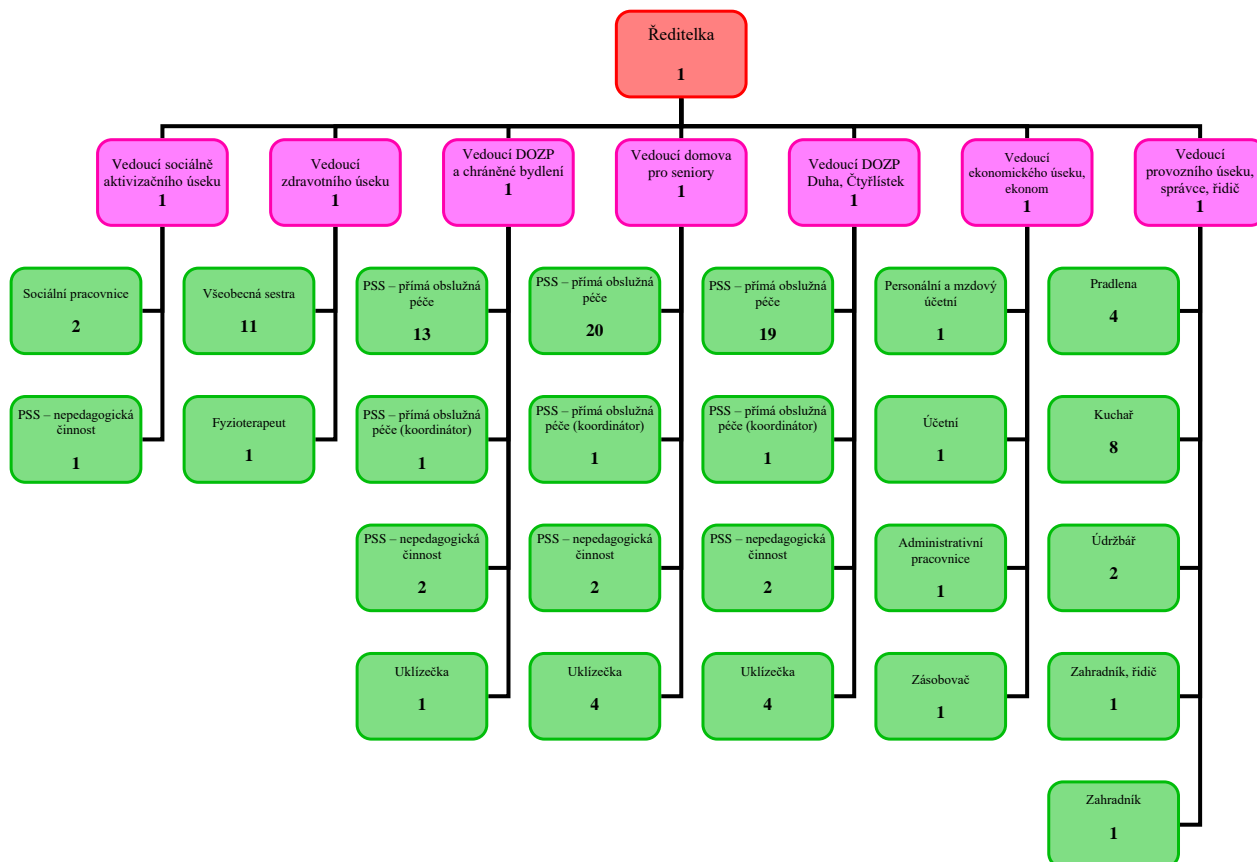 Ředitelka
1
Vedoucí sociálně
aktivizačního úseku
1
Vedoucí
zdravotního úseku
1
Vedoucí DOZP
a chráněné bydlení
1
Vedoucí domova
pro seniory
1
Vedoucí DOZP
Duha, Čtyřlístek
1
Vedoucí
ekonomického úseku,
ekonom
1
Vedoucí
provozního úseku,
správce, řidič
1
Sociální pracovnice
2
Všeobecná sestra
11
PSS – přímá obslužná
péče
13
PSS – přímá obslužná
péče
20
PSS – přímá obslužná
péče
19
Personální a mzdový
účetní
1
Pradlena
4
PSS – nepedagogická
činnost
1
Fyzioterapeut
1
PSS – přímá obslužná
péče (koordinátor)
1
PSS – přímá obslužná
péče (koordinátor)
1
PSS – přímá obslužná
péče (koordinátor)
1
Účetní
1
Kuchař
8
PSS – nepedagogická
činnost
2
PSS – nepedagogická
činnost
2
PSS – nepedagogická
činnost
2
Administrativní
pracovnice
1
Údržbář
2
Uklízečka
1
Uklízečka
4
Uklízečka
4
Zásobovač
1
Zahradník, řidič
1
Zahradník
1